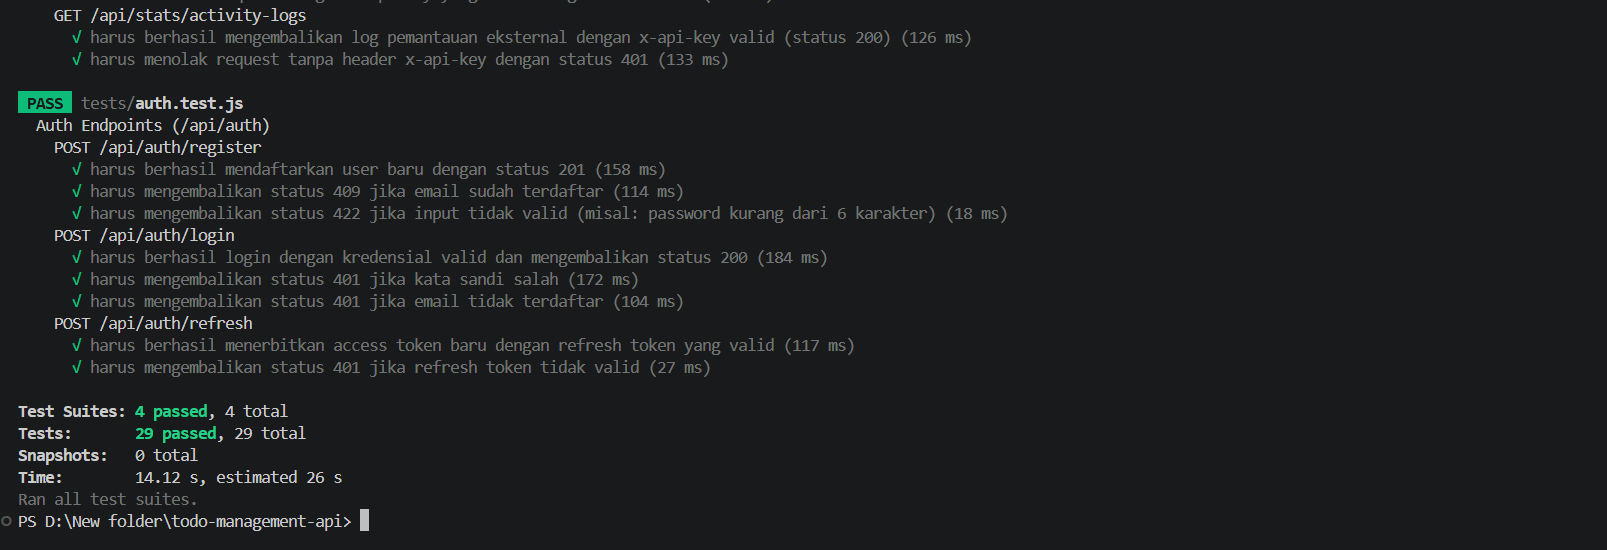 GET /api/stats/activity-logs
√ harus berhasil mengembalikan log pemantauan eksternal dengan x-api-key valid (status 200) (126 ms)
√ harus menolak request tanpa header x-api-key dengan status 401 (133 ms)
PASS tests/auth.test.js
Auth Endpoints (/api/auth)
POST /api/auth/register
√ harus berhasil mendaftarkan user baru dengan status 201 (158 ms)
√ harus mengembalikan status 409 jika email sudah terdaftar (114 ms)
√ harus mengembalikan status 422 jika input tidak valid (misal: password kurang dari 6 karakter) (18 ms)
POST /api/auth/login
√ harus berhasil login dengan kredensial valid dan mengembalikan status 200 (184 ms)
√ harus mengembalikan status 401 jika kata sandi salah (172 ms)
√ harus mengembalikan status 401 jika email tidak terdaftar (104 ms)
POST /api/auth/refresh
√ harus berhasil menerbitkan access token baru dengan refresh token yang valid (117 ms)
√ harus mengembalikan status 401 jika refresh token tidak valid (27 ms)
Test Suites: 4 passed, 4 total
Tests: 29 passed, 29 total
Snapshots: 0 total
Time: 14.12 s, estimated 26 s
Ran all test suites.
PS D:\New folder\todo-management-api>